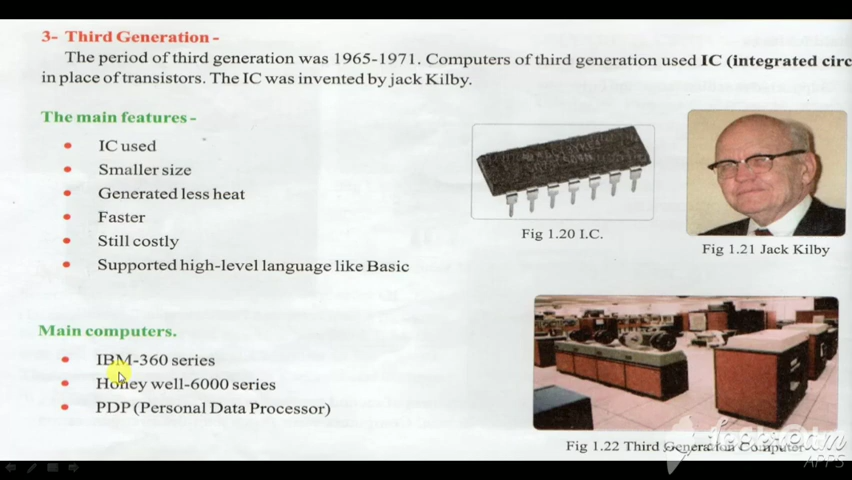 3- Third Generation -
The period of third generation was 1965-1971. Computers of third generation used IC (integrated circ
in place of transistors. The IC was invented by jack Kilby.
The main features -
IC used
Smaller size
Generated less heat
Faster
Still costly
Supported high-level language like Basic
Fig 1.20 I.C.
Fig 1.21 Jack Kilby
Main computers.
IBM-360 series
Honey well-6000 series
PDP (Personal Data Processor)
Fig 1.22 Third Generation Computer
APPS